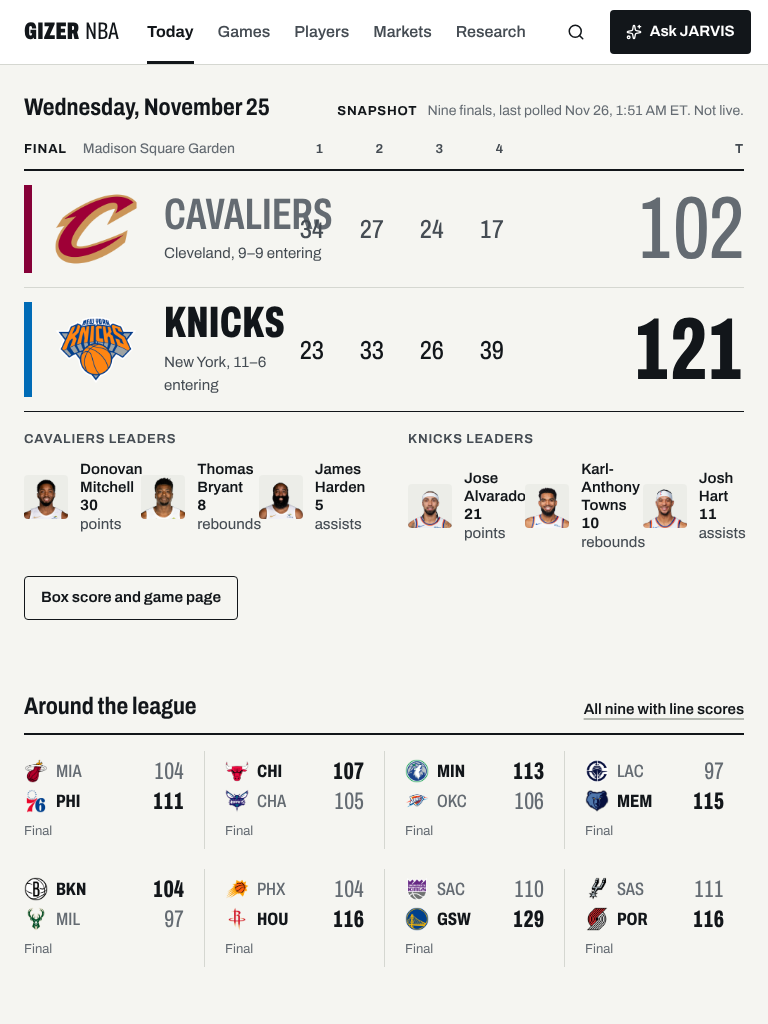 GIZER NBA Today Games Players Markets Research Ask JARVIS
Wednesday, November 25 SNAPSHOT Nine finals, last polled Nov 26, 1:51 AM ET. Not live.
FINAL Madison Square Garden 1 2 3 4 T
CAVALIERS 34 27 24 17 102
Cleveland, 9–9 entering
NEW YORK
KNICKS
KNICKS 23 33 26 39 121
New York, 11–6
entering
CAVALIERS LEADERS
Donovan
Mitchell
30
points
Thomas
Bryant
8
rebounds
James
Harden
5
assists
KNICKS LEADERS
Jose
Alvarado
21
points
Karl-
Anthony
Towns
10
rebounds
Josh
Hart
11
assists
Box score and game page
Around the league All nine with line scores
MIA 104
PHI 111
Final
CHI 107
CHA 105
Final
MIN 113
OKC 106
Final
LAC 97
MEM 115
Final
BKN 104
MIL 97
Final
PHX 104
HOU 116
Final
SAC 110
GSW 129
Final
SAS 111
POR 116
Final